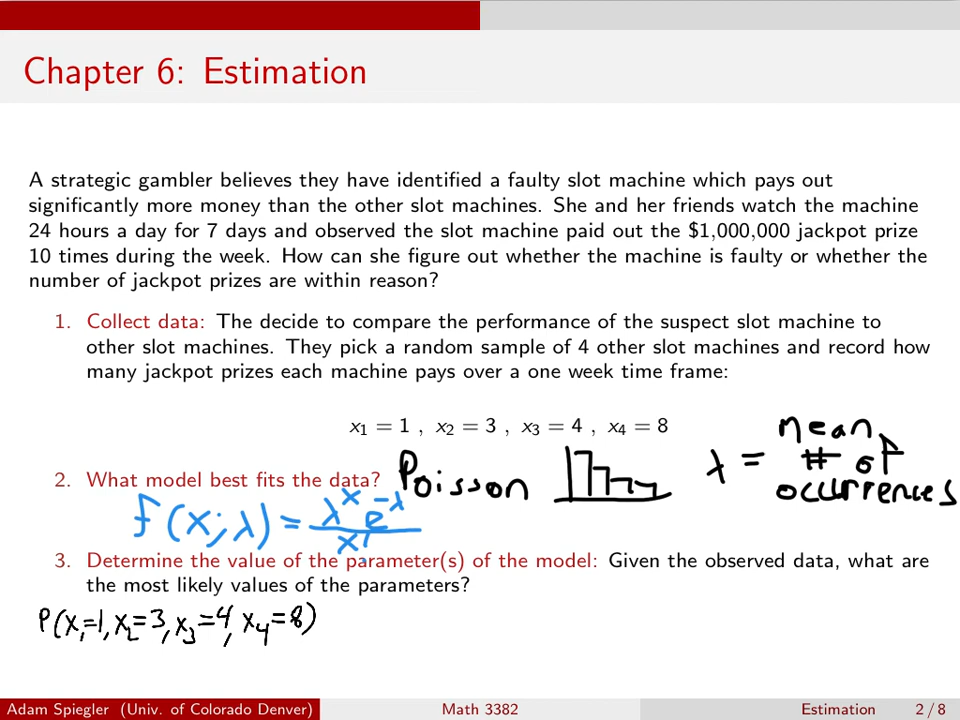 Chapter 6: Estimation
A strategic gambler believes they have identified a faulty slot machine which pays out
significantly more money than the other slot machines. She and her friends watch the machine
24 hours a day for 7 days and observed the slot machine paid out the $1,000,000 jackpot prize
10 times during the week. How can she figure out whether the machine is faulty or whether the
number of jackpot prizes are within reason?
1. Collect data: The decide to compare the performance of the suspect slot machine to
other slot machines. They pick a random sample of 4 other slot machines and record how
many jackpot prizes each machine pays over a one week time frame:
x₁ = 1 , x₂ = 3 , x₃ = 4 , x₄ = 8
2. What model best fits the data? Poisson λ = mean # of occurrences
f(x; λ) = λ^x e^-λ / x!
3. Determine the value of the parameter(s) of the model: Given the observed data, what are
the most likely values of the parameters?
P(x₁=1, x₂=3, x₃=4, x₄=8)
Adam Spiegler (Univ. of Colorado Denver) Math 3382 Estimation 2 / 8